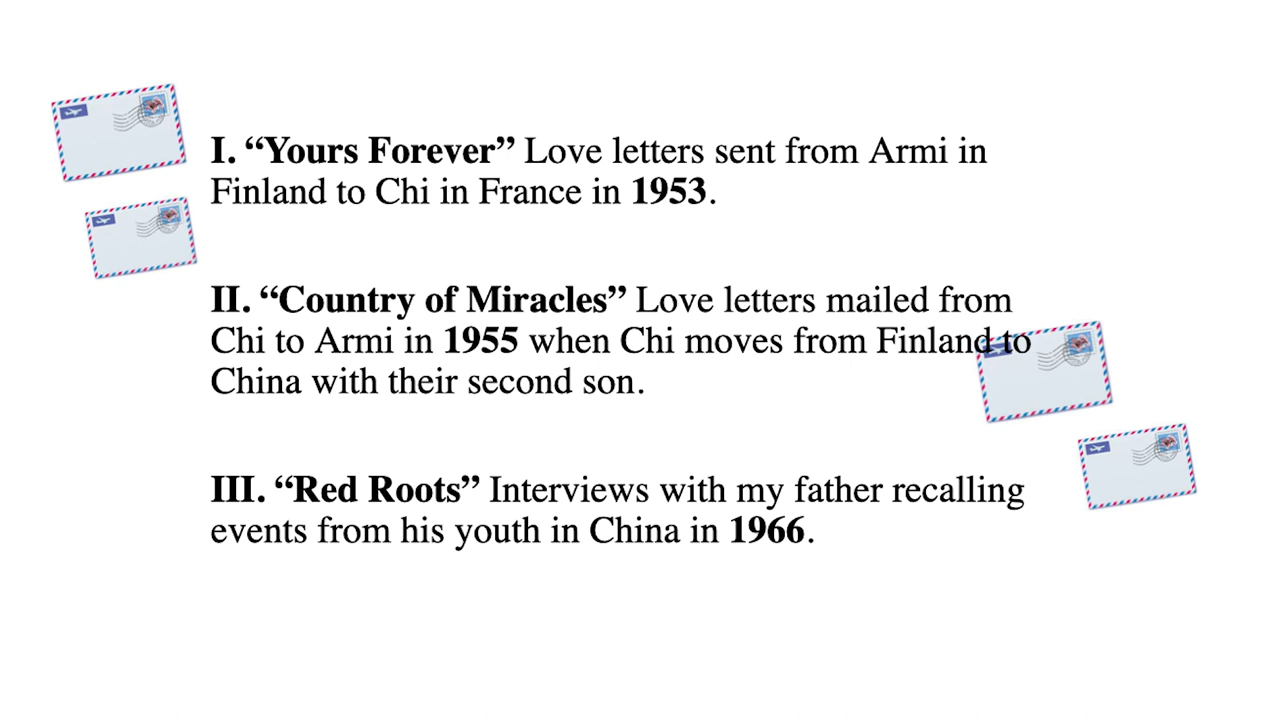 I. “Yours Forever” Love letters sent from Armi in
Finland to Chi in France in 1953.
II. “Country of Miracles” Love letters mailed from
Chi to Armi in 1955 when Chi moves from Finland to
China with their second son.
III. “Red Roots” Interviews with my father recalling
events from his youth in China in 1966.